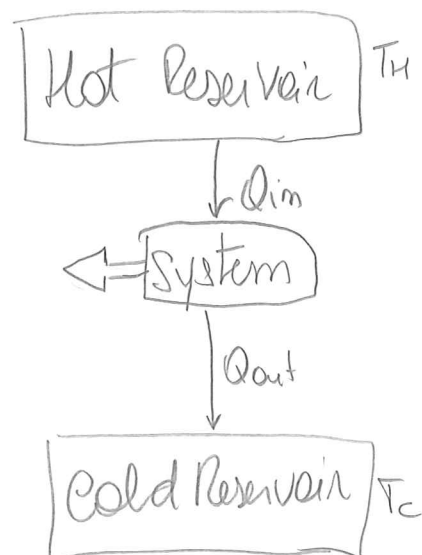 Hot Reservoir
TH
Qin
System
Qout
Cold Reservoir
Tc